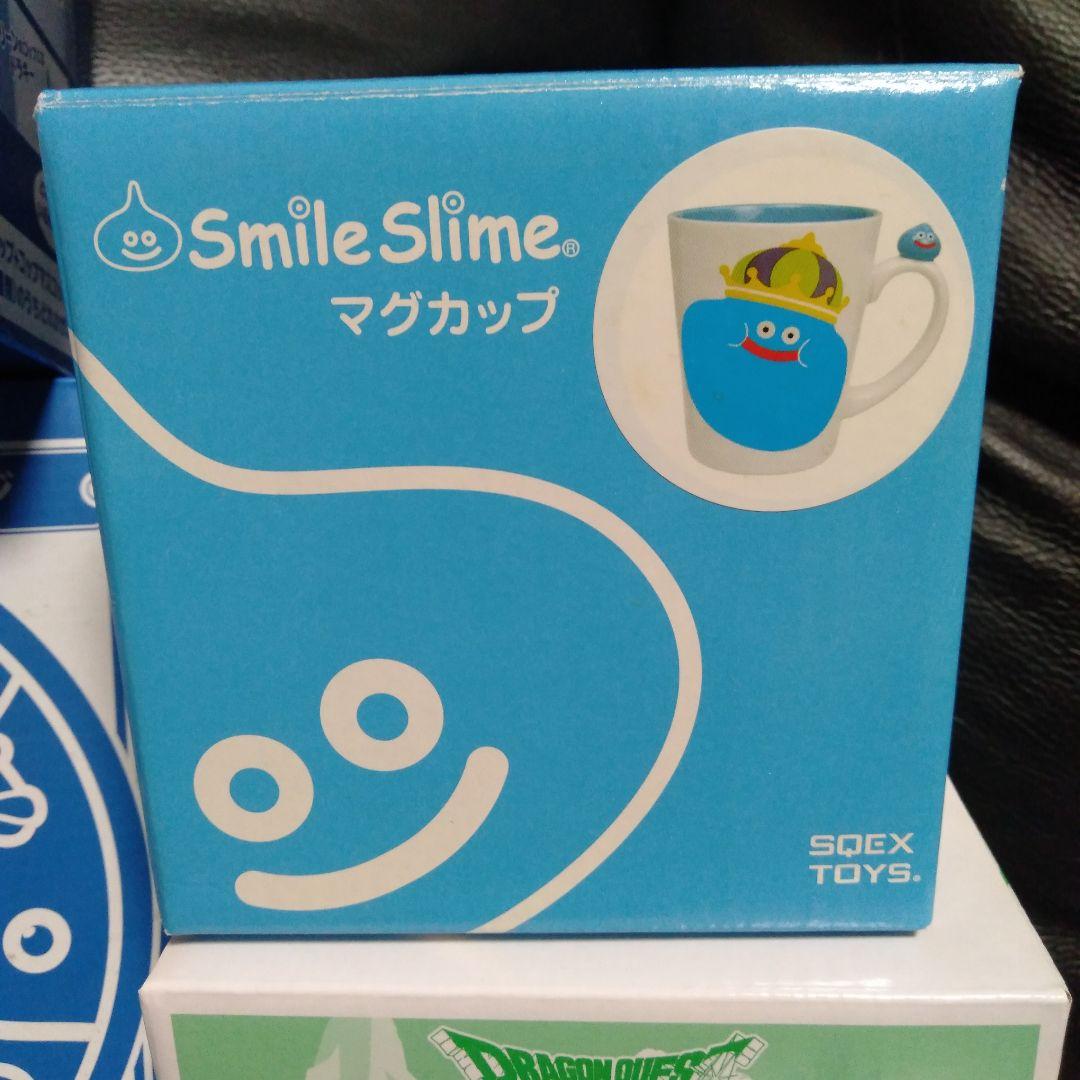 Smile Slime®
マグカップ
SQEX
TOYS®
DRAGON QUEST